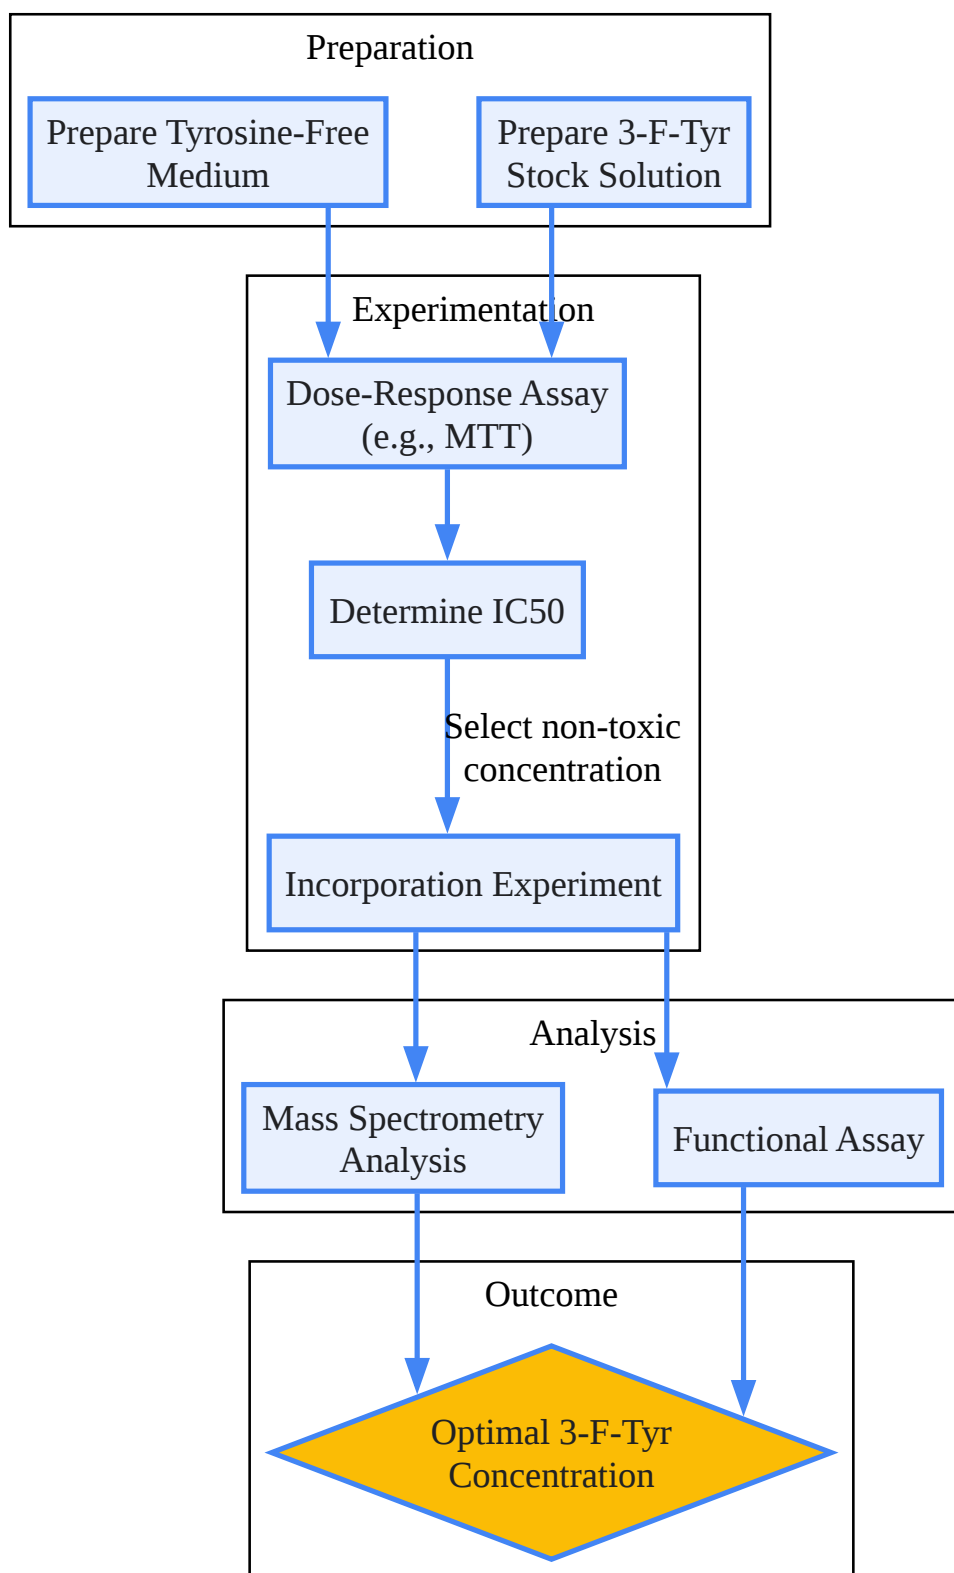 Preparation
Prepare Tyrosine-Free
Medium
Prepare 3-F-Tyr
Stock Solution
Experimentation
Dose-Response Assay
(e.g., MTT)
Determine IC50
Select non-toxic
concentration
Incorporation Experiment
Analysis
Mass Spectrometry
Analysis
Functional Assay
Outcome
Optimal 3-F-Tyr
Concentration